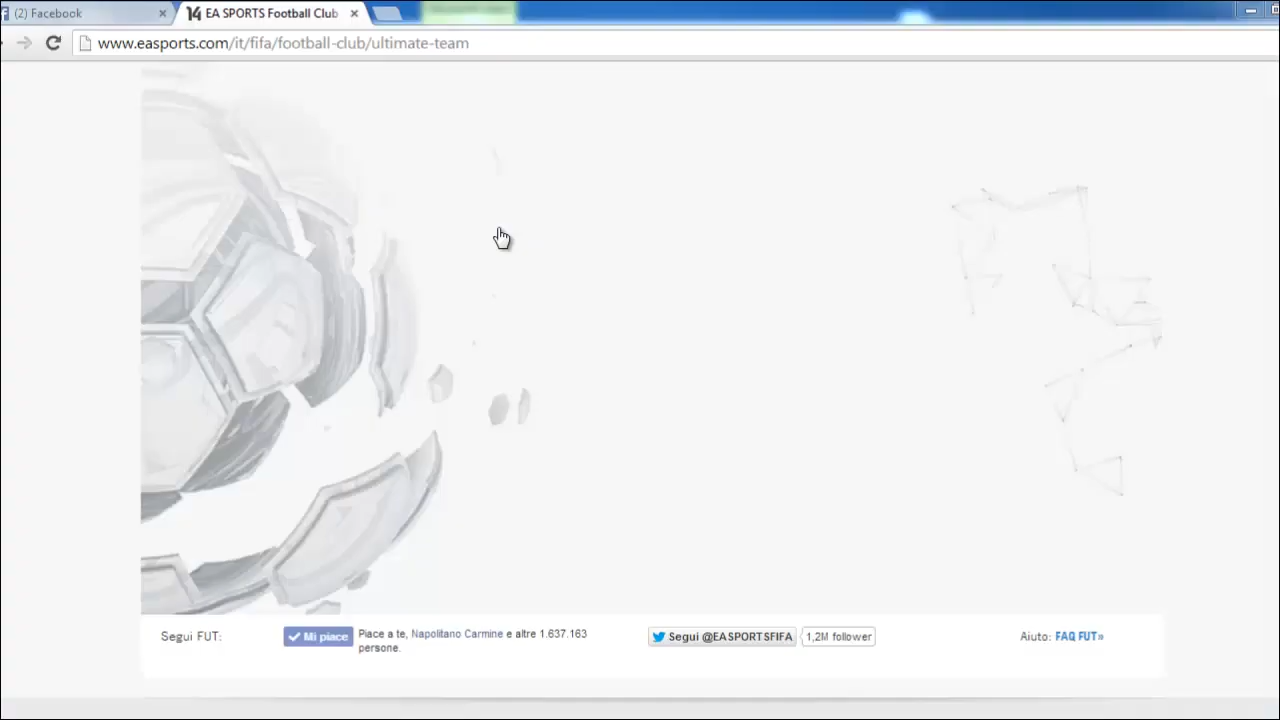 (2) Facebook
14 EA SPORTS Football Club
www.easports.com/it/fifa/football-club/ultimate-team
Segui FUT:
Mi piace
Piace a te, Napolitano Carmine e altre 1.637.163
persone.
Segui @EASPORTSFIFA
1,2M follower
Aiuto: FAQ FUT»